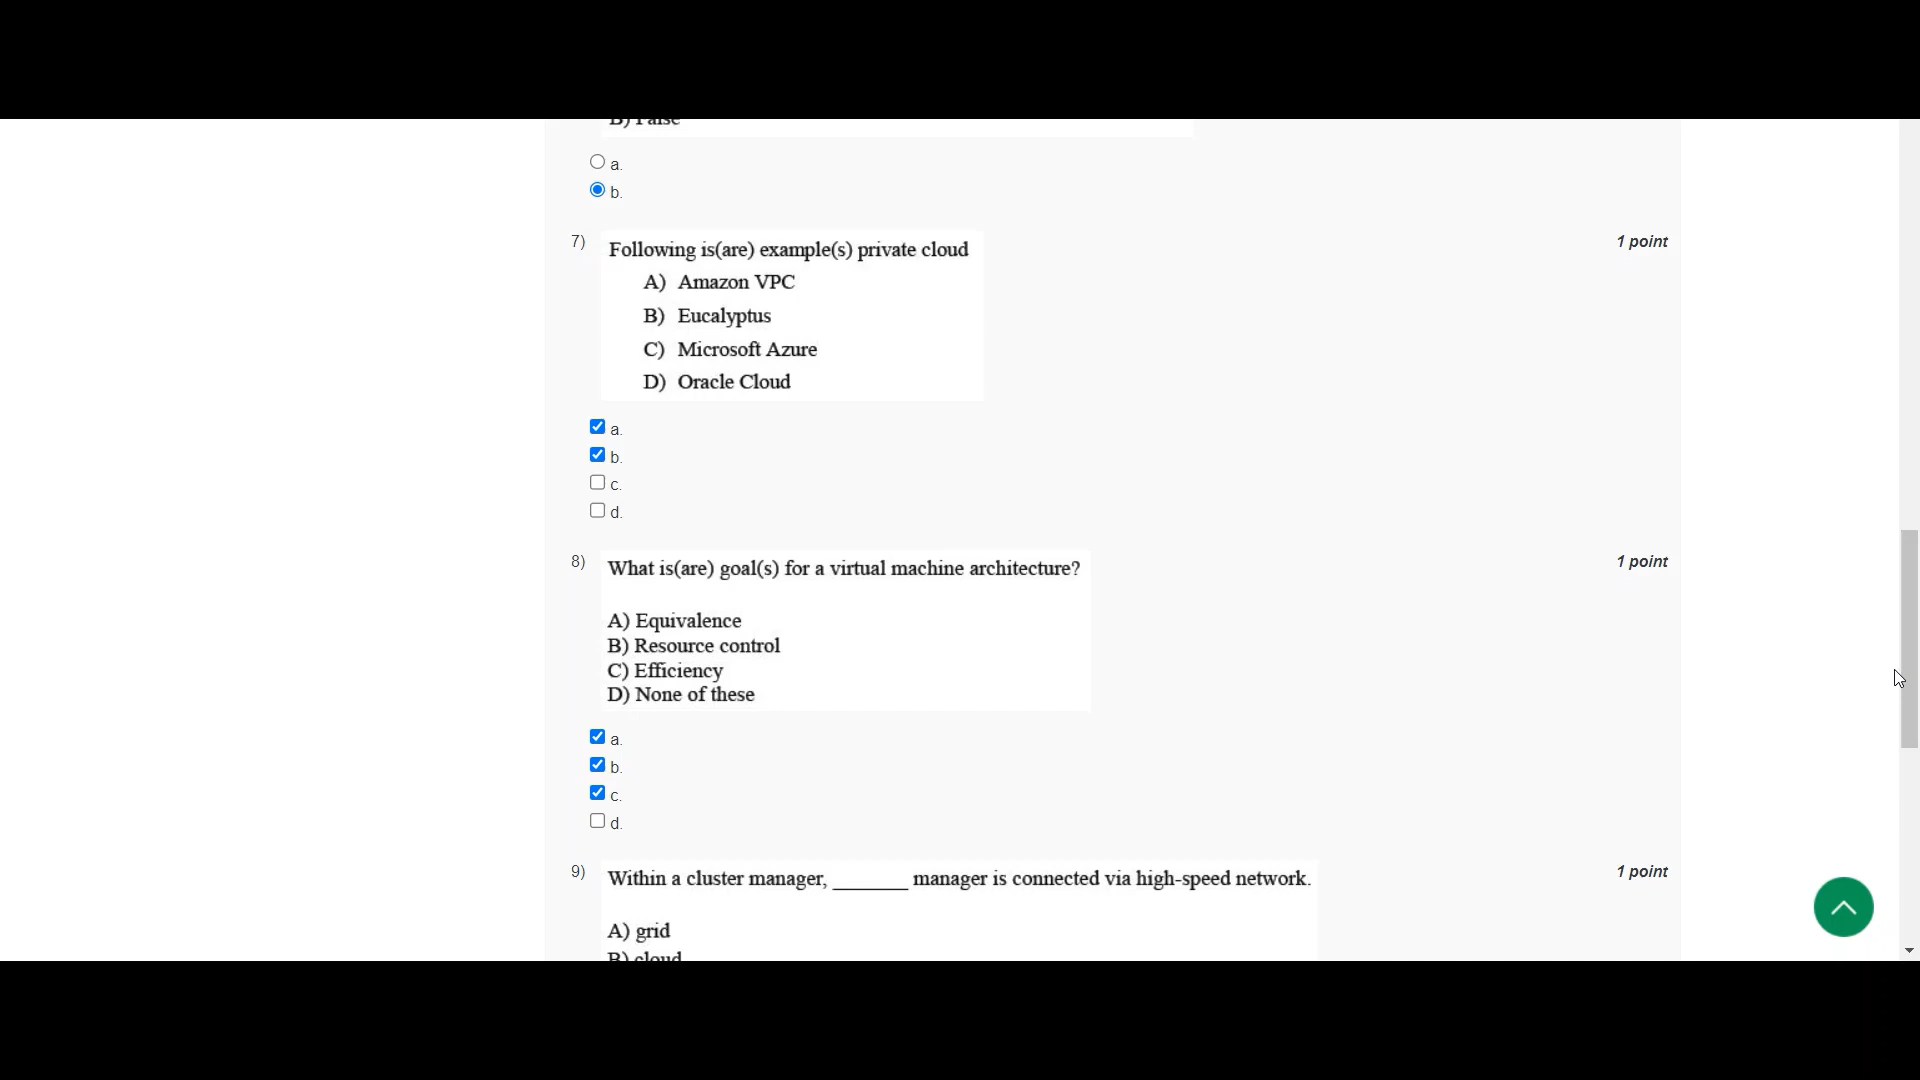 B) False
a.
b.
7) Following is(are) example(s) private cloud 1 point
A) Amazon VPC
B) Eucalyptus
C) Microsoft Azure
D) Oracle Cloud
a.
b.
c.
d.
8) What is(are) goal(s) for a virtual machine architecture? 1 point
A) Equivalence
B) Resource control
C) Efficiency
D) None of these
a.
b.
c.
d.
9) Within a cluster manager, _______ manager is connected via high-speed network. 1 point
A) grid
B) cloud